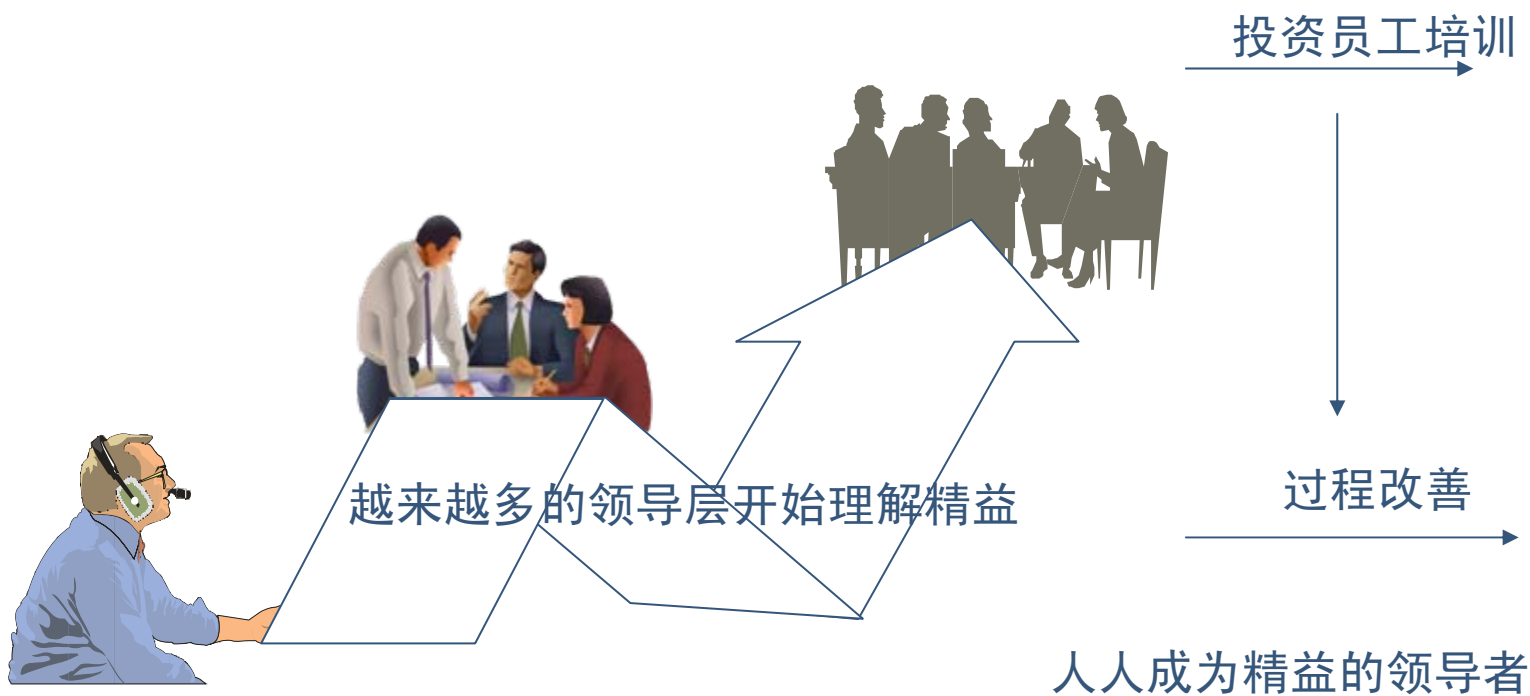 投资员工培训
越来越多的领导层开始理解精益
过程改善
人人成为精益的领导者